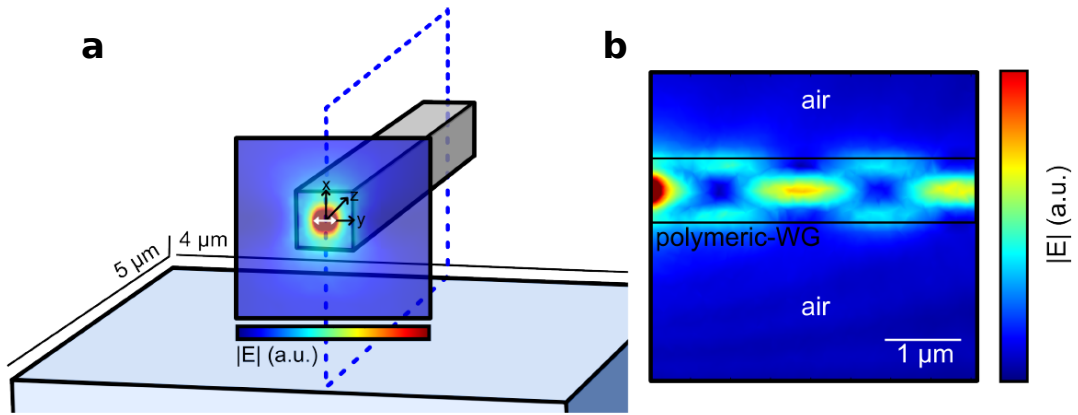 a
x
z
y
5 μm
4 μm
|E| (a.u.)
b
air
polymeric-WG
air
1 μm
|E| (a.u.)